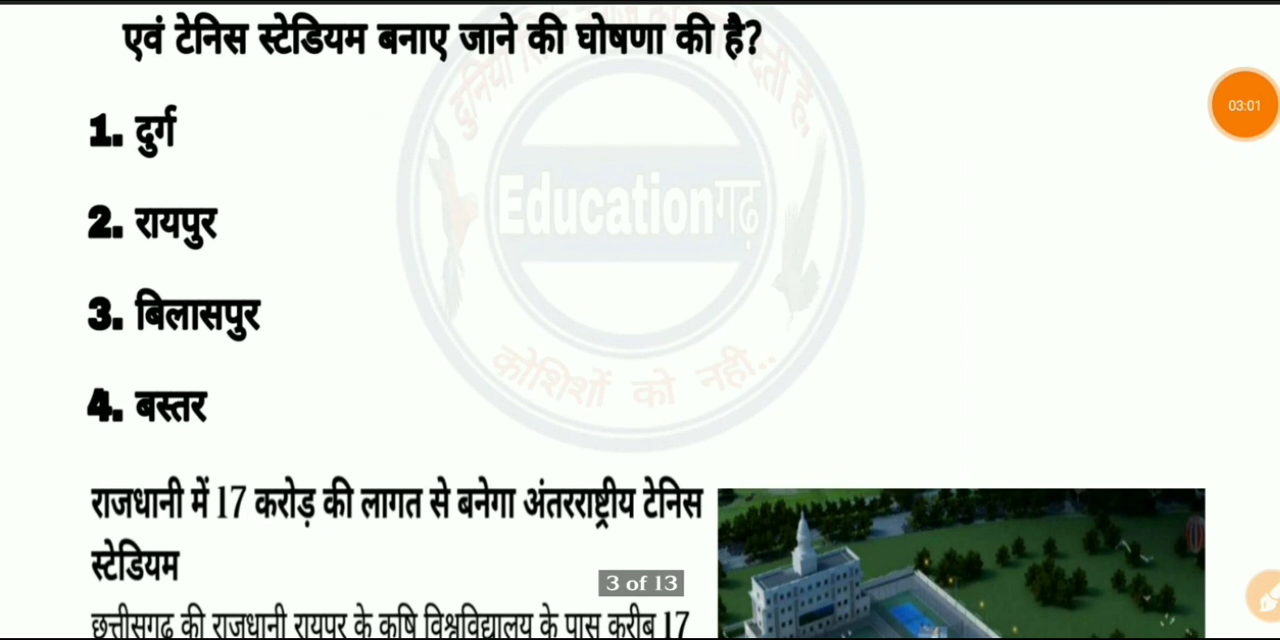 एवं टेनिस स्टेडियम बनाए जाने की घोषणा की है?
03:01
1. दुर्ग
Educationगढ़
2. रायपुर
3. बिलासपुर
कोशिशों को नहीं..
4. बस्तर
राजधानी में 17 करोड़ की लागत से बनेगा अंतरराष्ट्रीय टेनिस
स्टेडियम
3 of 13
छत्तीसगढ़ की राजधानी रायपुर के कृषि विश्वविद्यालय के पास करीब 17